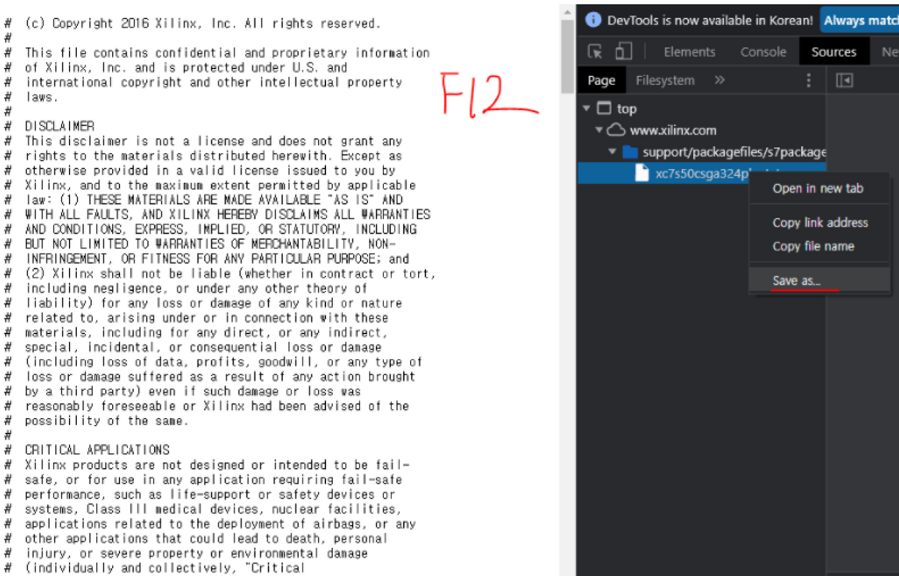 # (c) Copyright 2016 Xilinx, Inc. All rights reserved.
#
# This file contains confidential and proprietary information
# of Xilinx, Inc. and is protected under U.S. and
# international copyright and other intellectual property
# laws.
#
# DISCLAIMER
# This disclaimer is not a license and does not grant any
# rights to the materials distributed herewith. Except as
# otherwise provided in a valid license issued to you by
# Xilinx, and to the maximum extent permitted by applicable
# law: (1) THESE MATERIALS ARE MADE AVAILABLE "AS IS" AND
# WITH ALL FAULTS, AND XILINX HEREBY DISCLAIMS ALL WARRANTIES
# AND CONDITIONS, EXPRESS, IMPLIED, OR STATUTORY, INCLUDING
# BUT NOT LIMITED TO WARRANTIES OF MERCHANTABILITY, NON-
# INFRINGEMENT, OR FITNESS FOR ANY PARTICULAR PURPOSE; and
# (2) Xilinx shall not be liable (whether in contract or tort,
# including negligence, or under any other theory of
# liability) for any loss or damage of any kind or nature
# related to, arising under or in connection with these
# materials, including for any direct, or any indirect,
# special, incidental, or consequential loss or damage
# (including loss of data, profits, goodwill, or any type of
# loss or damage suffered as a result of any action brought
# by a third party) even if such damage or loss was
# reasonably foreseeable or Xilinx had been advised of the
# possibility of the same.
#
# CRITICAL APPLICATIONS
# Xilinx products are not designed or intended to be fail-
# safe, or for use in any application requiring fail-safe
# performance, such as life-support or safety devices or
# systems, Class III medical devices, nuclear facilities,
# applications related to the deployment of airbags, or any
# other applications that could lead to death, personal
# injury, or severe property or environmental damage
# (individually and collectively, "Critical
F12
DevTools is now available in Korean! Always match
Elements Console Sources Ne
Page Filesystem »
top
www.xilinx.com
support/packagefiles/s7package
xc7s50csga324p
Open in new tab
Copy link address
Copy file name
Save as...